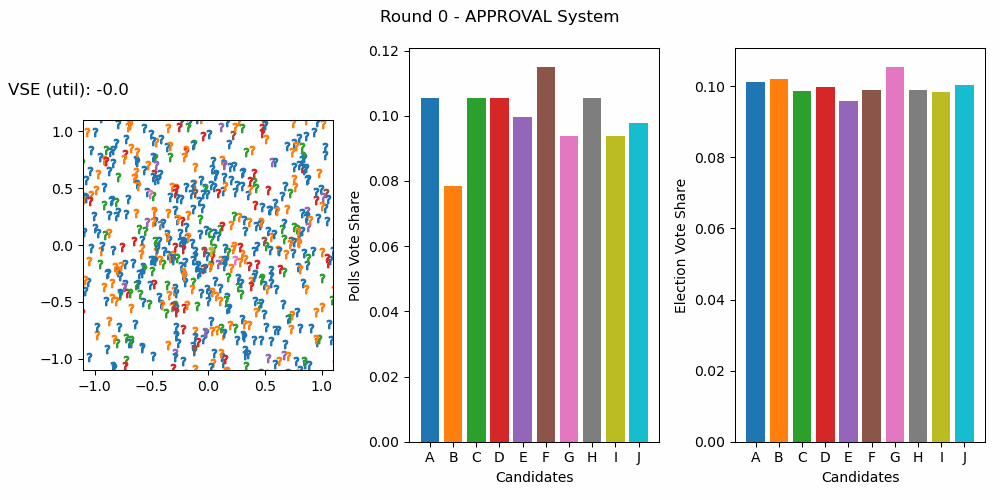 Round 0 - APPROVAL System
VSE (util): -0.0
1.0
0.5
0.0
−0.5
−1.0
−1.0 −0.5 0.0 0.5 1.0
Polls Vote Share
0.12
0.10
0.08
0.06
0.04
0.02
0.00
A B C D E F G H I J
Candidates
Election Vote Share
0.10
0.08
0.06
0.04
0.02
0.00
A B C D E F G H I J
Candidates